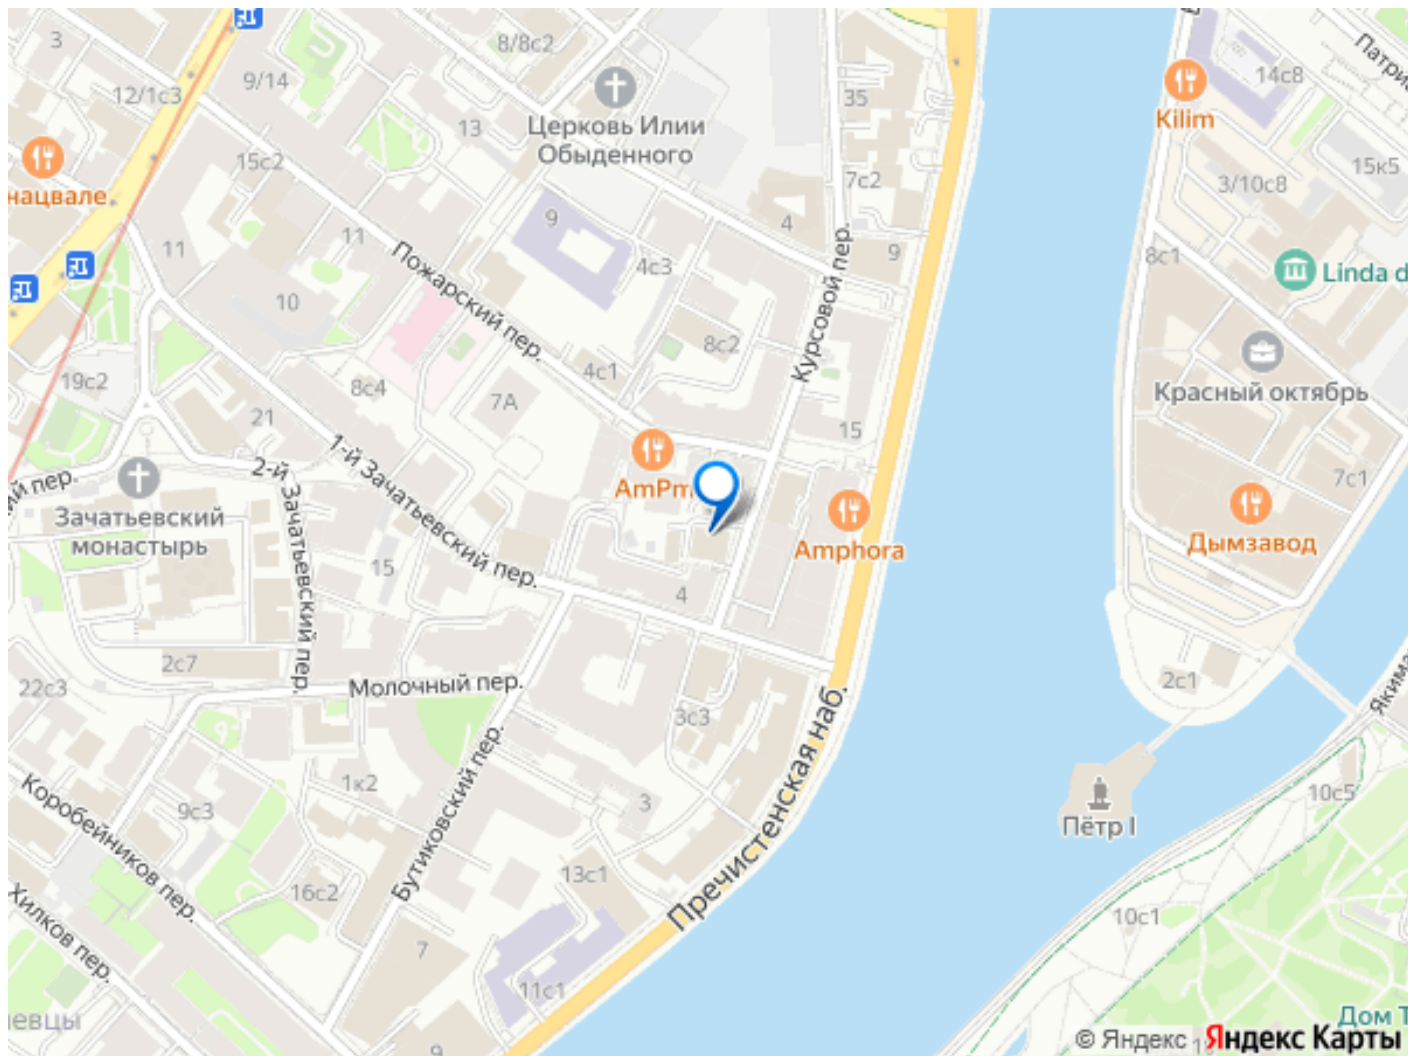 3
12/1с3
9/14
8/8с2
13
Церковь Илии
Обыденного
35
7с2
14с8
Патриа
Kilim
15к5
3/10с8
нацвале
15с2
11
11
9
4с3
4
9
8с1
Linda d
10
Пожарский пер.
Курсовой пер.
8с2
4с1
19с2
8с4
7А
21
15
Красный октябрь
7с1
1-й Зачатьевский пер.
2-й Зачатьевский пер.
ий пер.
Зачатьевский
монастырь
AmPm
Amphora
Дымзавод
15
4
2с7
22с3
Молочный пер.
3с3
2с1
Якима
Пречистенская наб.
Бутиковский пер.
1к2
3
9с3
Коробейников пер.
Пётр I
10с5
16с2
13с1
10с1
Хилков пер.
7
11с1
евцы
9
Дом Т
© Яндекс
Яндекс Карты